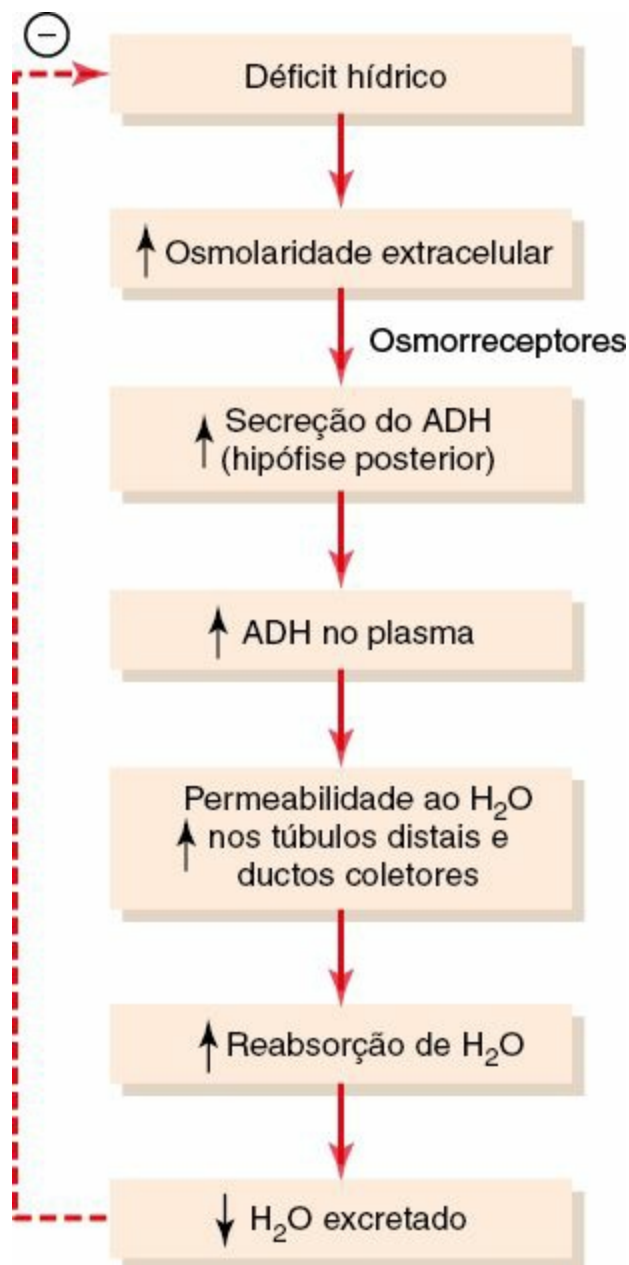 −
Déficit hídrico
↑ Osmolaridade extracelular
Osmorreceptores
Secreção do ADH
↑ (hipófise posterior)
↑ ADH no plasma
Permeabilidade ao H₂O
↑ nos túbulos distais e
ductos coletores
↑ Reabsorção de H₂O
↓ H₂O excretado